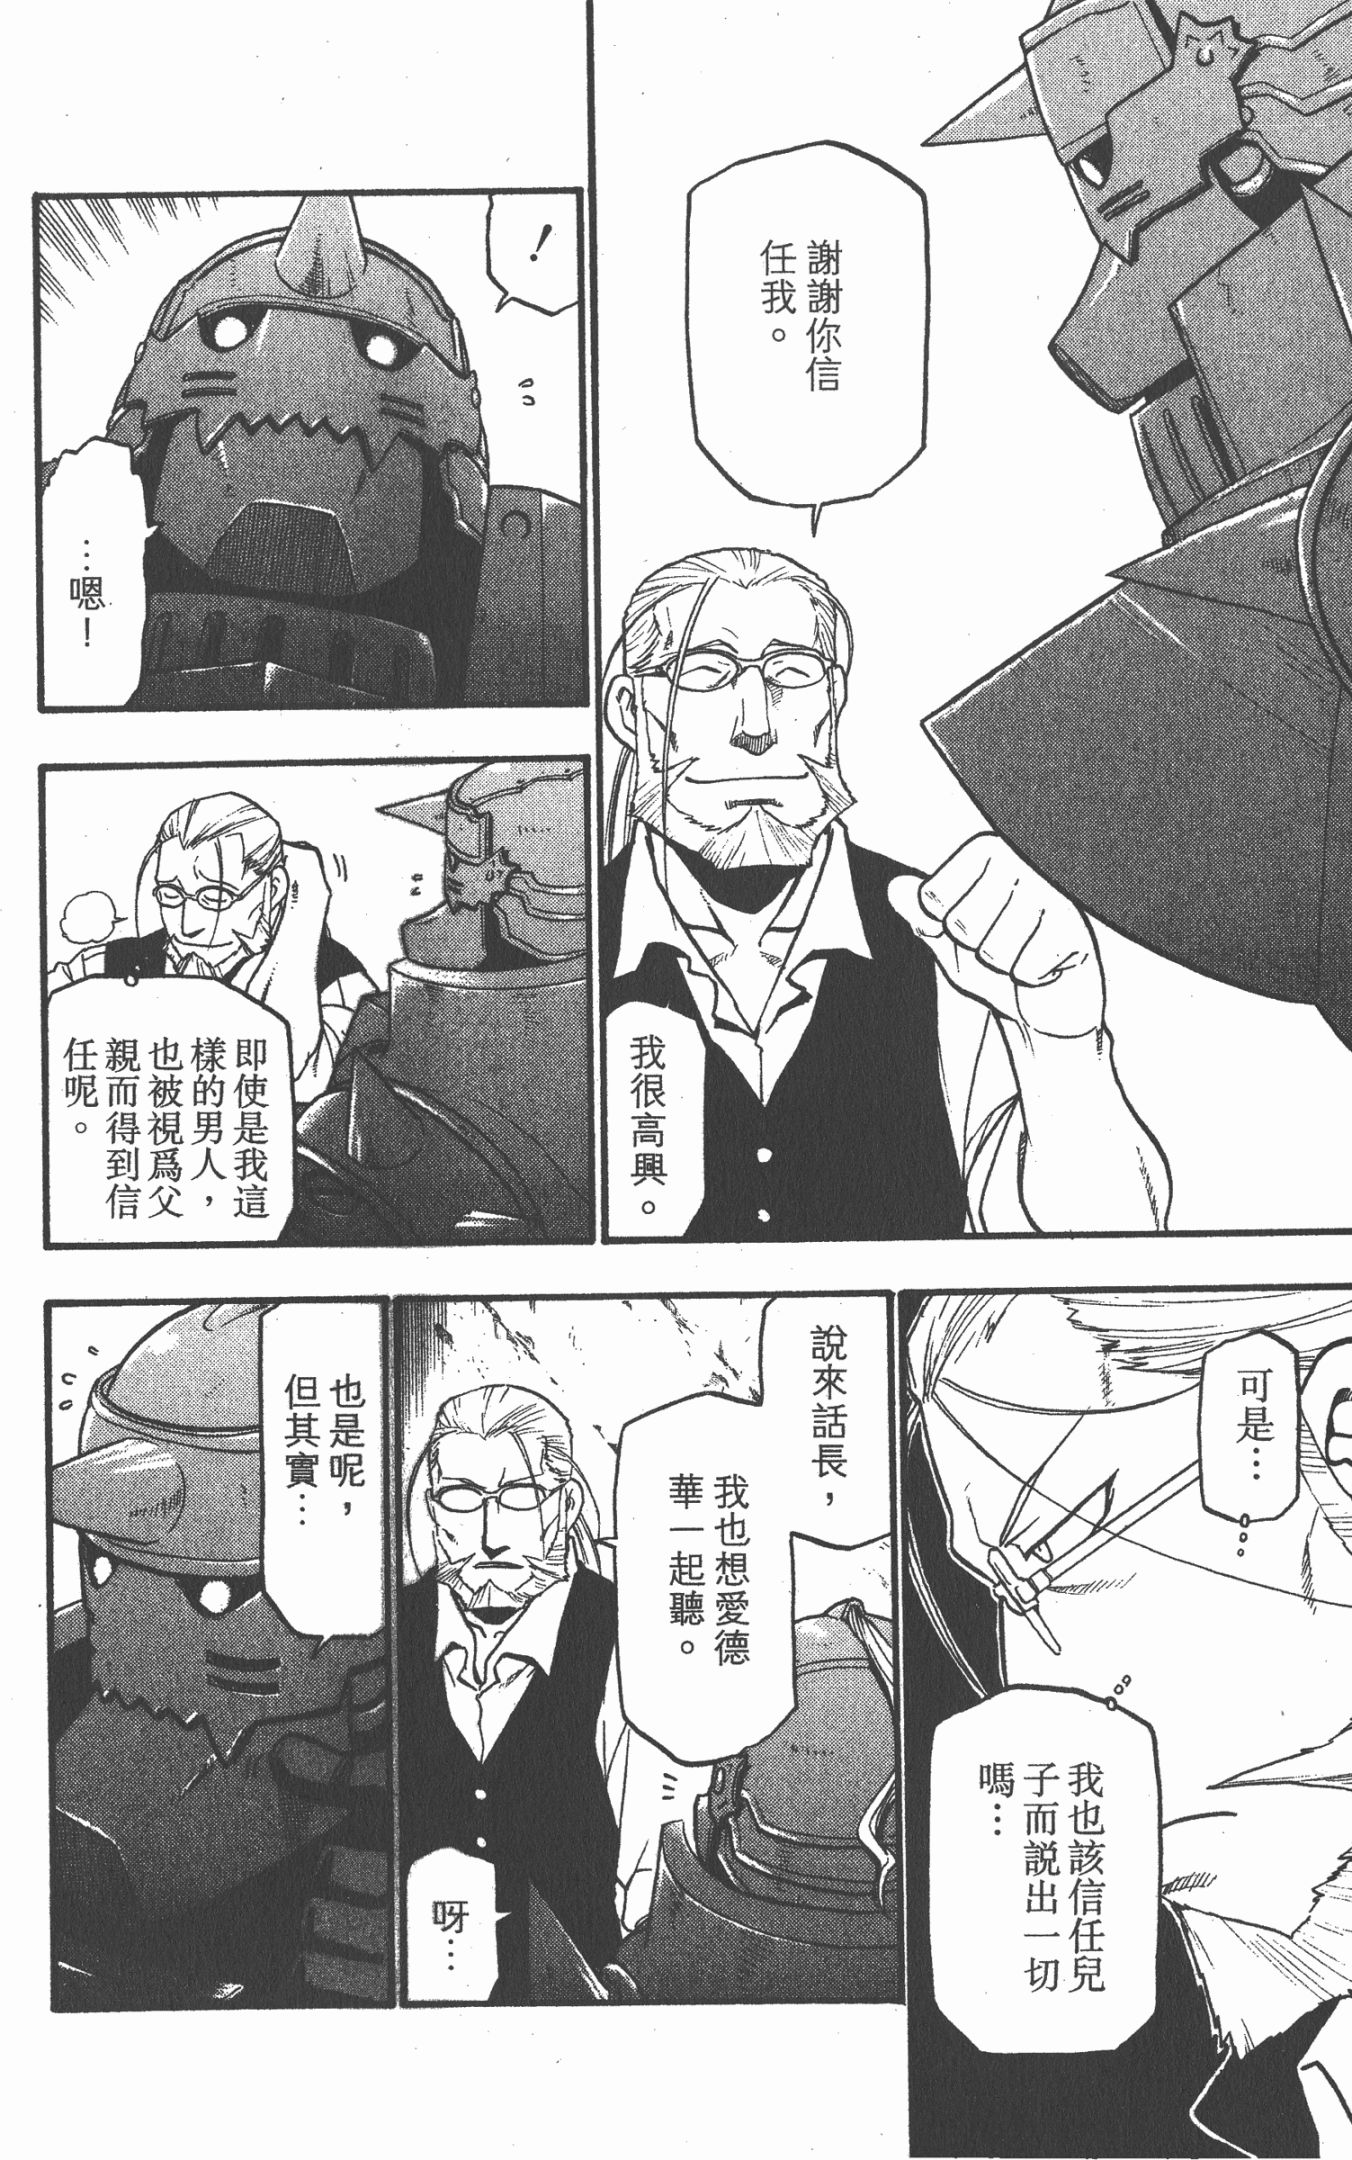 謝謝你信
任我。
我很高興。
！
…嗯！
即使是我這
樣的男人，
也被視爲父
親而得到信
任呢。
可是…
我也該信任兒
子而説出一切
嗎…
說來話長，
我也想愛德
華一起聽。
呀…
也是呢，
但其實…